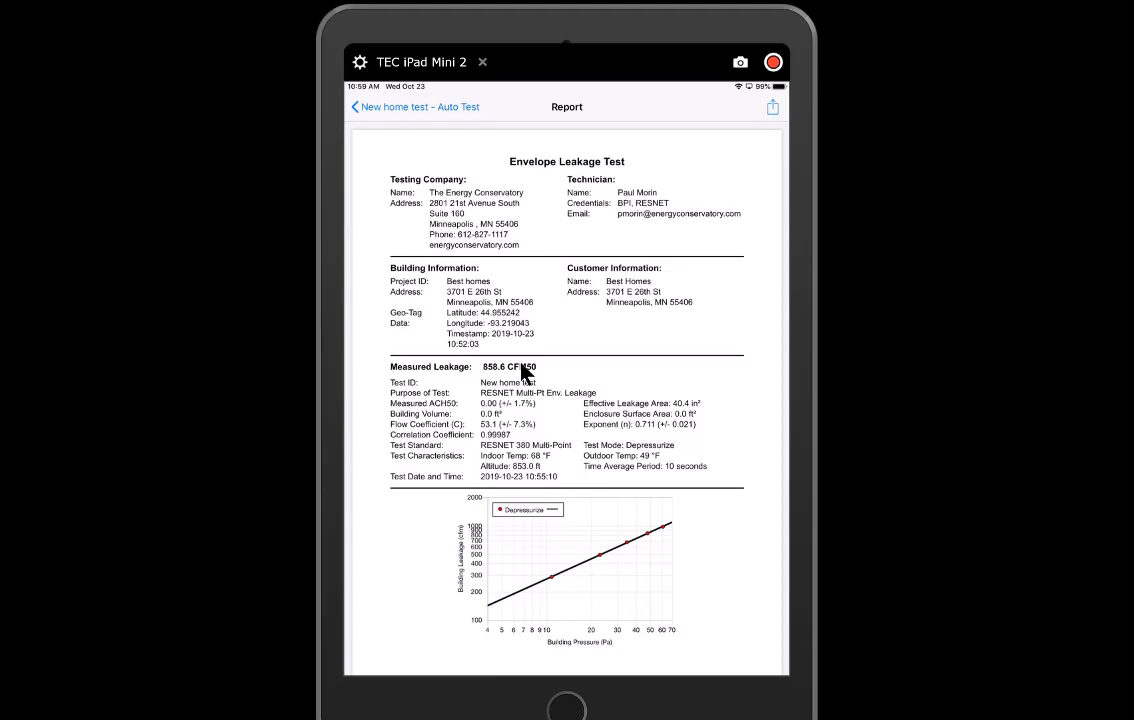 TEC iPad Mini 2
10:59 AM Wed Oct 23
99%
New home test - Auto Test
Report
Envelope Leakage Test
Testing Company:
Name: The Energy Conservatory
Address: 2801 21st Avenue South
Suite 160
Minneapolis , MN 55406
Phone: 612-827-1117
energyconservatory.com
Technician:
Name: Paul Morin
Credentials: BPI, RESNET
Email: pmorin@energyconservatory.com
Building Information:
Project ID: Best homes
Address: 3701 E 26th St
Minneapolis, MN 55406
Geo-Tag Latitude: 44.955242
Data: Longitude: -93.219043
Timestamp: 2019-10-23
10:52:03
Customer Information:
Name: Best Homes
Address: 3701 E 26th St
Minneapolis, MN 55406
Measured Leakage: 858.6 CFM50
Test ID: New home test
Purpose of Test: RESNET Multi-Pt Env. Leakage
Measured ACH50: 0.00 (+/- 1.7%) Effective Leakage Area: 40.4 in²
Building Volume: 0.0 ft³ Enclosure Surface Area: 0.0 ft²
Flow Coefficient (C): 53.1 (+/- 7.3%) Exponent (n): 0.711 (+/- 0.021)
Correlation Coefficient: 0.99987
Test Standard: RESNET 380 Multi-Point Test Mode: Depressurize
Test Characteristics: Indoor Temp: 68 °F Outdoor Temp: 49 °F
Altitude: 853.0 ft Time Average Period: 10 seconds
Test Date and Time: 2019-10-23 10:55:10
Depressurize
Building Leakage (cfm)
2000
1000
900
800
700
600
500
400
300
200
100
4 5 6 7 8 9 10 20 30 40 50 60 70
Building Pressure (Pa)